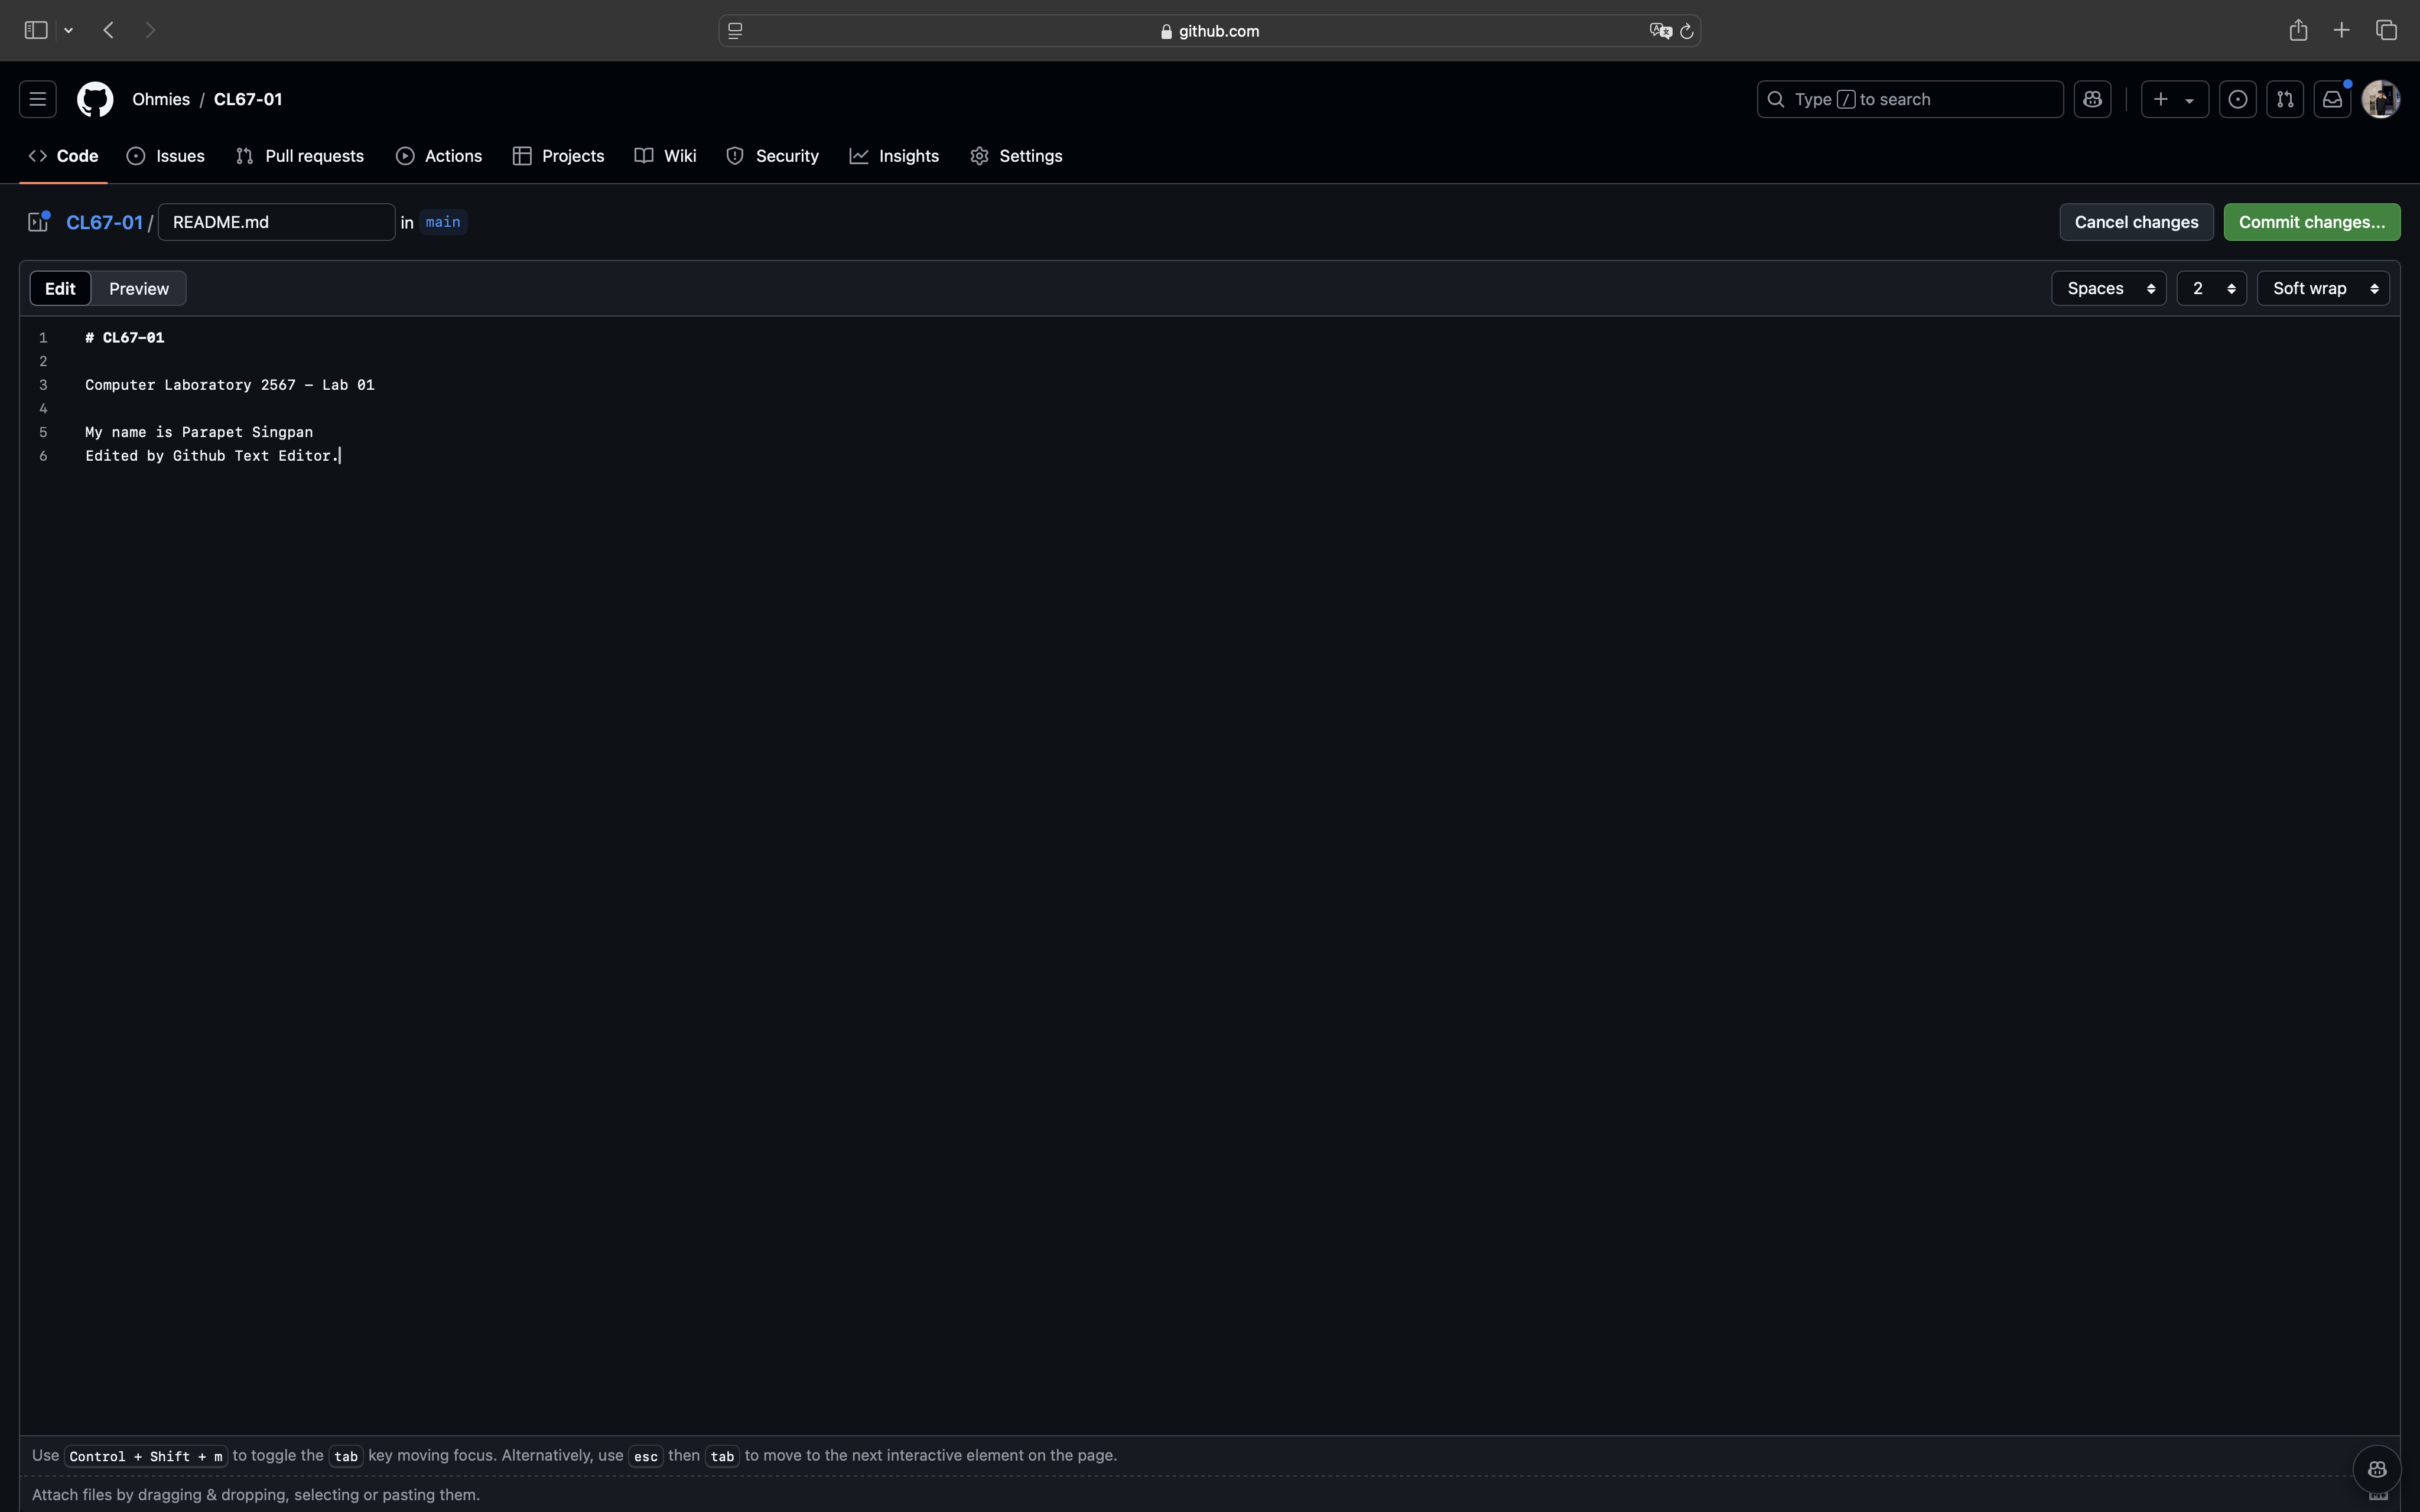 github.com
Ohmies / CL67-01
Type / to search
Code Issues Pull requests Actions Projects Wiki Security Insights Settings
CL67-01 / README.md in main
Cancel changes Commit changes...
Edit Preview
Spaces 2 Soft wrap
1 # CL67-01
2
3 Computer Laboratory 2567 - Lab 01
4
5 My name is Parapet Singpan
6 Edited by Github Text Editor.
Use Control + Shift + m to toggle the tab key moving focus. Alternatively, use esc then tab to move to the next interactive element on the page.
Attach files by dragging & dropping, selecting or pasting them.